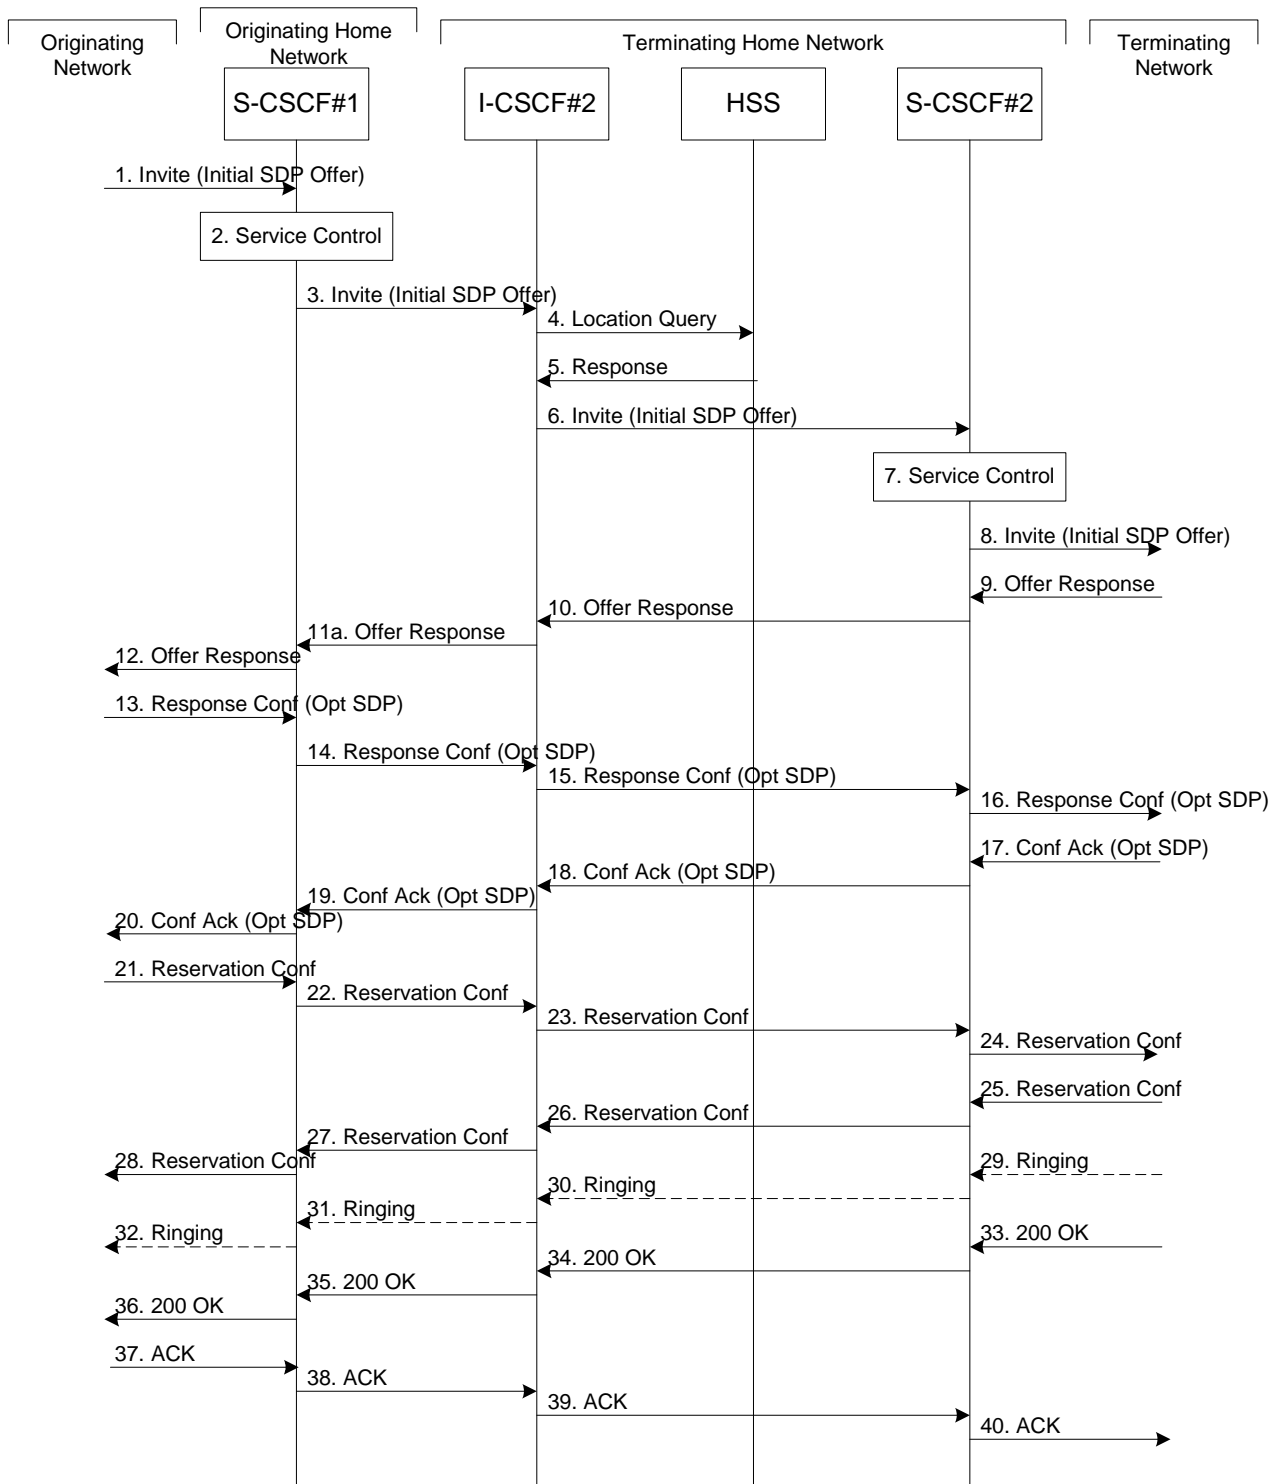 Originating
Network
Originating Home
Network
Terminating Home Network
Terminating
Network
S-CSCF#1
I-CSCF#2
HSS
S-CSCF#2
1. Invite (Initial SDP Offer)
2. Service Control
3. Invite (Initial SDP Offer)
4. Location Query
5. Response
6. Invite (Initial SDP Offer)
7. Service Control
8. Invite (Initial SDP Offer)
9. Offer Response
10. Offer Response
11a. Offer Response
12. Offer Response
13. Response Conf (Opt SDP)
14. Response Conf (Opt SDP)
15. Response Conf (Opt SDP)
16. Response Conf (Opt SDP)
17. Conf Ack (Opt SDP)
18. Conf Ack (Opt SDP)
19. Conf Ack (Opt SDP)
20. Conf Ack (Opt SDP)
21. Reservation Conf
22. Reservation Conf
23. Reservation Conf
24. Reservation Conf
25. Reservation Conf
26. Reservation Conf
27. Reservation Conf
28. Reservation Conf
29. Ringing
30. Ringing
31. Ringing
32. Ringing
33. 200 OK
34. 200 OK
35. 200 OK
36. 200 OK
37. ACK
38. ACK
39. ACK
40. ACK